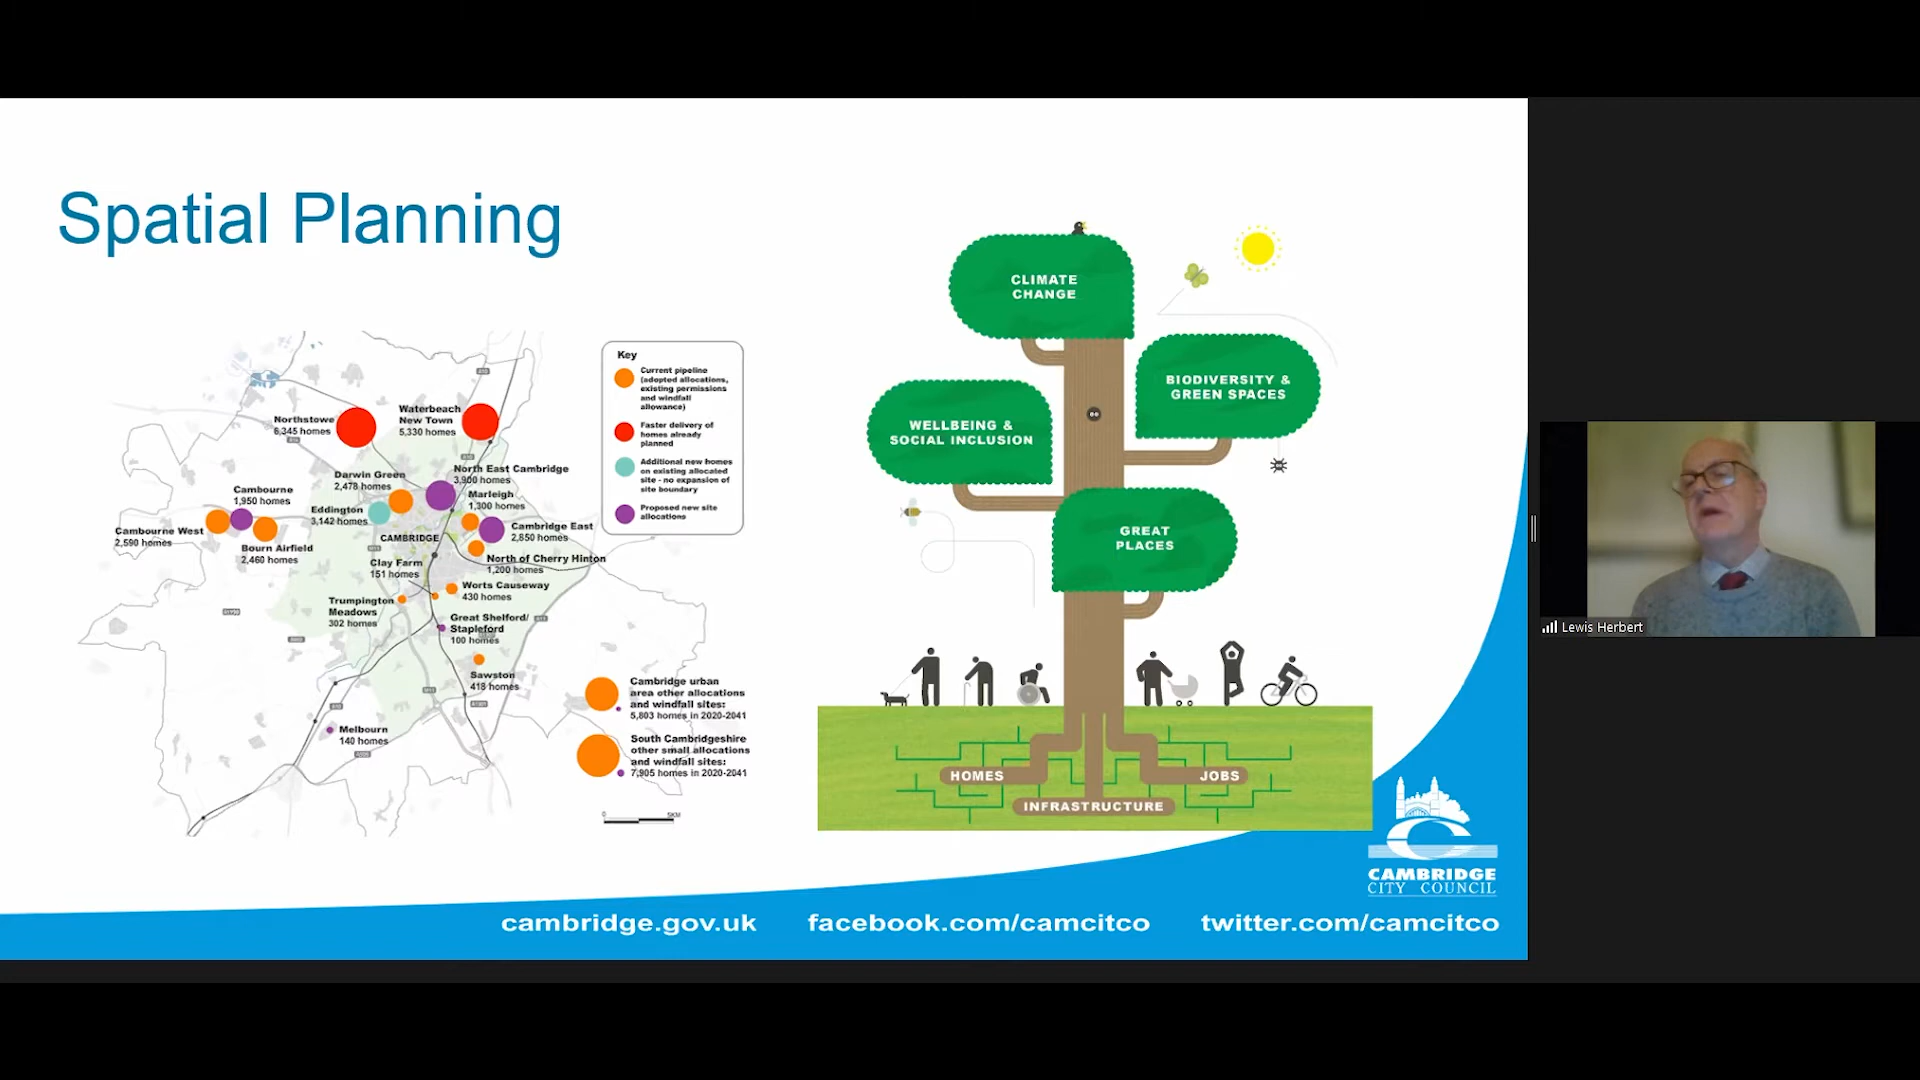 Spatial Planning
Key
Current pipeline
(adopted allocations,
existing permissions
and windfall
allowance)
Faster delivery of
homes already
planned
Additional new homes
on existing allocated
site - no expansion of
site boundary
Proposed new site
allocations
Northstowe
6,345 homes
Waterbeach
New Town
5,330 homes
Darwin Green
2,478 homes
North East Cambridge
3,900 homes
Marleigh
1,300 homes
Cambourne
1,950 homes
Eddington
3,142 homes
Cambourne West
2,590 homes
Bourn Airfield
2,460 homes
CAMBRIDGE
Cambridge East
2,850 homes
North of Cherry Hinton
1,200 homes
Clay Farm
151 homes
Worts Causeway
430 homes
Trumpington
Meadows
302 homes
Great Shelford/
Stapleford
100 homes
Sawston
418 homes
Melbourn
140 homes
Cambridge urban
area other allocations
and windfall sites:
5,803 homes in 2020-2041
South Cambridgeshire
other small allocations
and windfall sites:
7,905 homes in 2020-2041
0 5KM
CLIMATE
CHANGE
BIODIVERSITY &
GREEN SPACES
WELLBEING &
SOCIAL INCLUSION
GREAT
PLACES
HOMES
JOBS
INFRASTRUCTURE
CAMBRIDGE
CITY COUNCIL
cambridge.gov.uk facebook.com/camcitco twitter.com/camcitco
Lewis Herbert